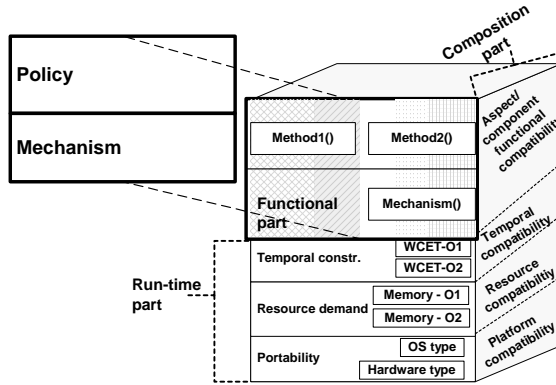 Composition
part
Policy
Mechanism
Method1()
Method2()
Functional
part
Mechanism()
Aspect/
component
functional
compatibility
Temporal constr.
WCET-O1
WCET-O2
Temporal
compatibility
Run-time
part
Resource demand
Memory - O1
Memory - O2
Resource
compatibiltiy
Portability
OS type
Hardware type
Platform
compatibility